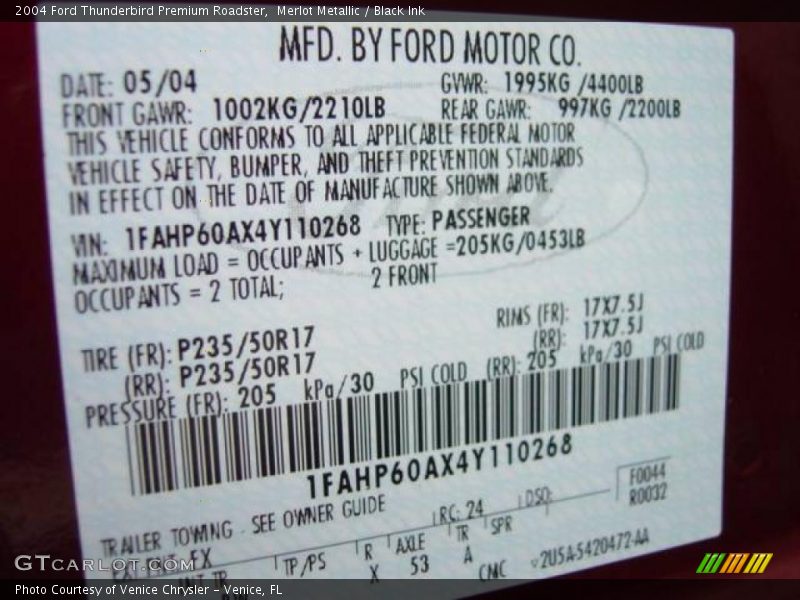 2004 Ford Thunderbird Premium Roadster, Merlot Metallic / Black Ink
MFD. BY FORD MOTOR CO.
DATE: 05/04 GVWR: 1995KG /4400LB
FRONT GAWR: 1002KG/2210LB REAR GAWR: 997KG /2200LB
THIS VEHICLE CONFORMS TO ALL APPLICABLE FEDERAL MOTOR
VEHICLE SAFETY, BUMPER, AND THEFT PREVENTION STANDARDS
IN EFFECT ON THE DATE OF MANUFACTURE SHOWN ABOVE.
VIN: 1FAHP60AX4Y110268 TYPE: PASSENGER
MAXIMUM LOAD = OCCUPANTS + LUGGAGE =205KG/0453LB
OCCUPANTS = 2 TOTAL; 2 FRONT
TIRE (FR): P235/50R17 RIMS (FR): 17X7.5J
(RR): P235/50R17 (RR): 17X7.5J
PRESSURE (FR): 205 kPa/30 PSI COLD (RR): 205 kPa/30 PSI COLD
1FAHP60AX4Y110268
TRAILER TOWING - SEE OWNER GUIDE RC: 24 DSO: F0044
R0032
EXT PNT: FX TP/PS R AXLE TR SPR
X 53 A
CMC 2U5A-5420472-AA
GTcarlot.com
Photo Courtesy of Venice Chrysler - Venice, FL